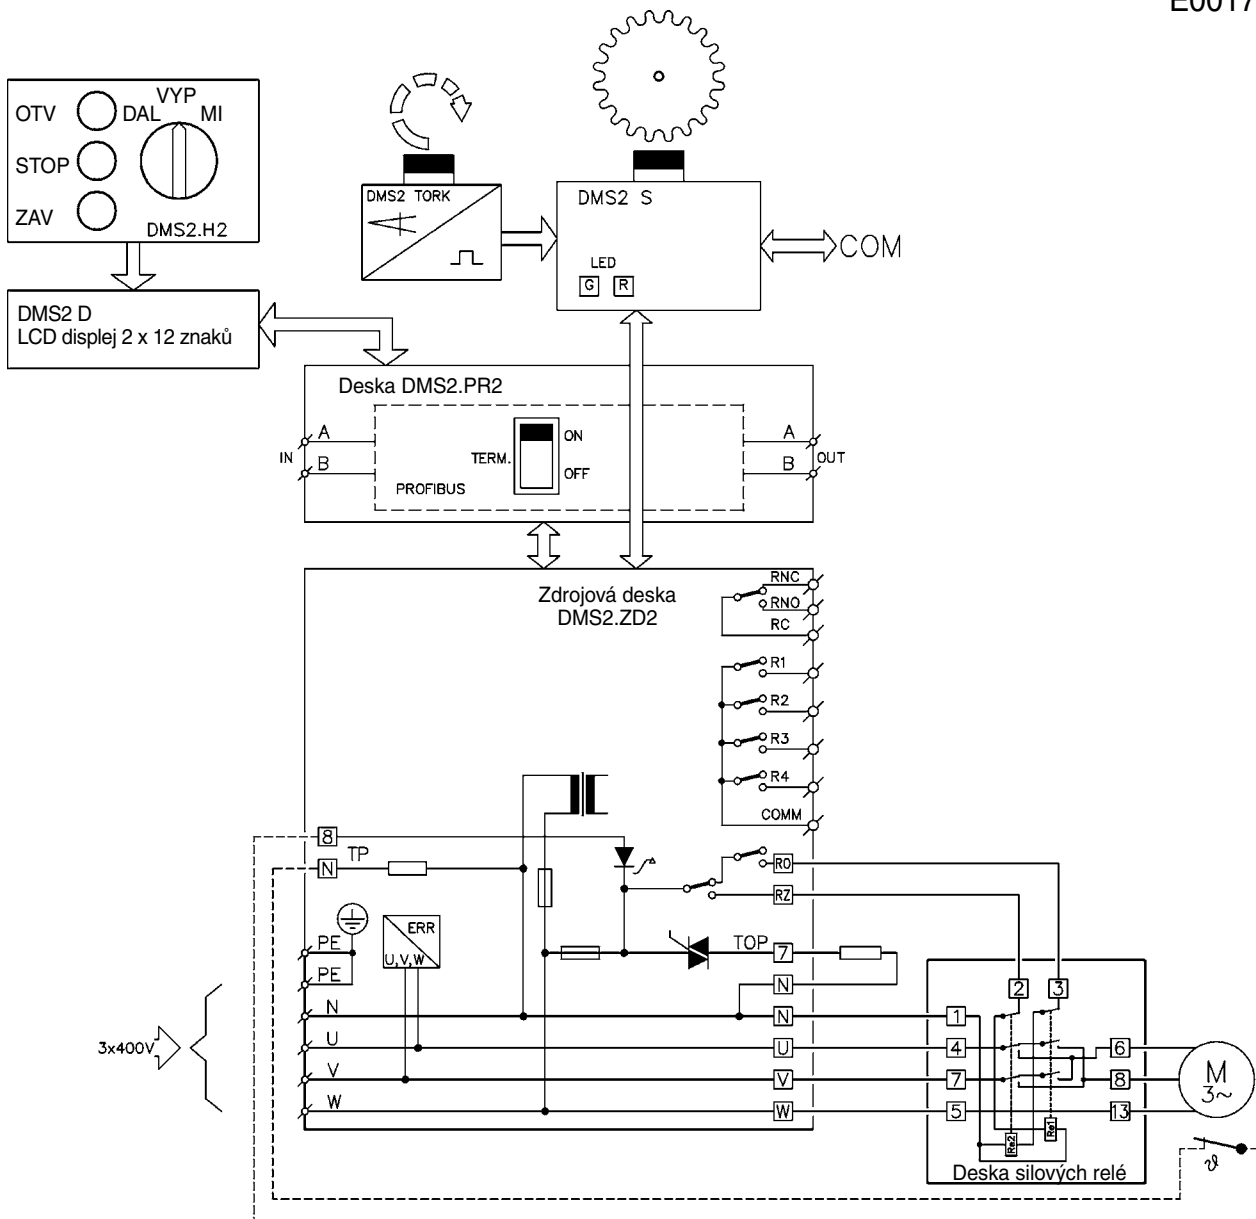 E0017
OTV
STOP
ZAV
DAL
VYP
MI
DMS2.H2
DMS2 D
LCD displej 2 x 12 znaků
DMS2 TORK
DMS2 S
LED
G R
COM
Deska DMS2.PR2
IN
A
B
TERM.
ON
OFF
PROFIBUS
A
B
OUT
Zdrojová deska
DMS2.ZD2
RNC
RNO
RC
R1
R2
R3
R4
COMM
8
N
TP
RO
RZ
ERR
U,V,W
PE
PE
TOP
7
N
N
N
U
U
V
V
W
W
3x400V
2
3
1
4
7
5
6
8
13
Re2
Re1
Deska silových relé
M
3~
ϑ